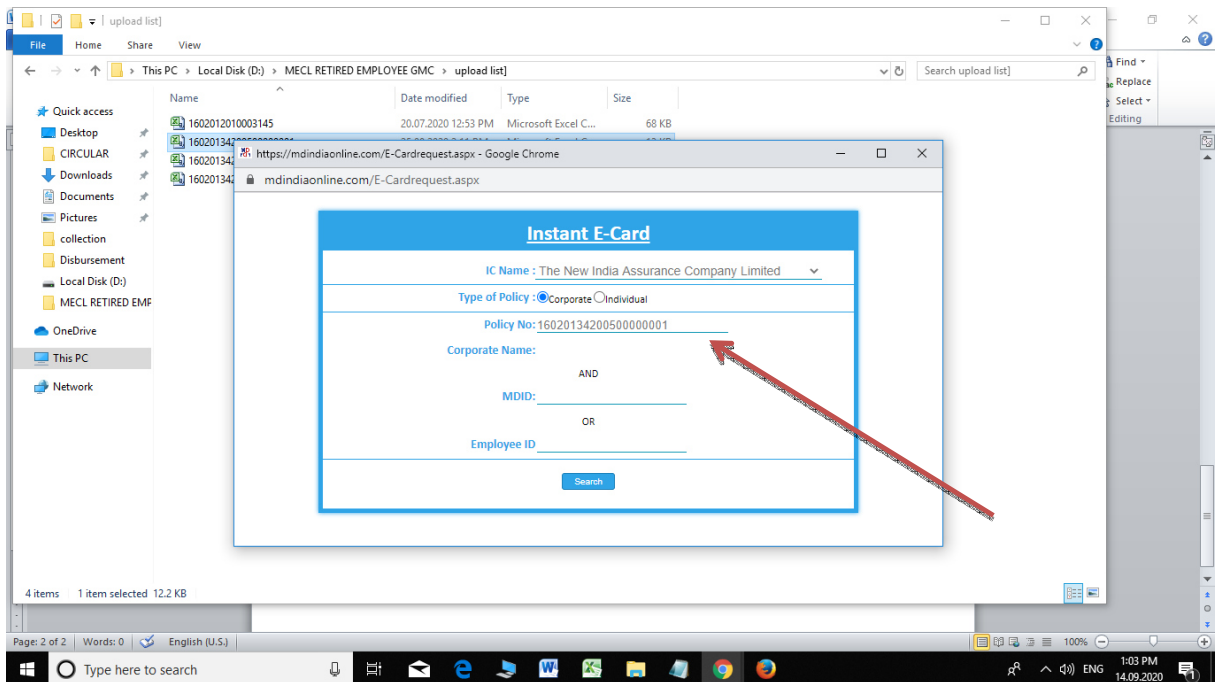 upload list]
File Home Share View
This PC › Local Disk (D:) › MECL RETIRED EMPLOYEE GMC › upload list]
Search upload list]
Find
Replace
Select
Editing
Name Date modified Type Size
Quick access
Desktop
CIRCULAR
Downloads
Documents
Pictures
collection
Disbursement
Local Disk (D:)
MECL RETIRED EMP
OneDrive
This PC
Network
1602012010003145 20.07.2020 12:53 PM Microsoft Excel C... 68 KB
16020134
16020134
https://mdindiaonline.com/E-Cardrequest.aspx - Google Chrome
mdindiaonline.com/E-Cardrequest.aspx
Instant E-Card
IC Name : The New India Assurance Company Limited
Type of Policy : Corporate Individual
Policy No: 16020134200500000001
Corporate Name:
AND
MDID:
OR
Employee ID
Search
4 items 1 item selected 12.2 KB
Page: 2 of 2 Words: 0 English (U.S.) 100%
Type here to search
ENG
1:03 PM
14.09.2020